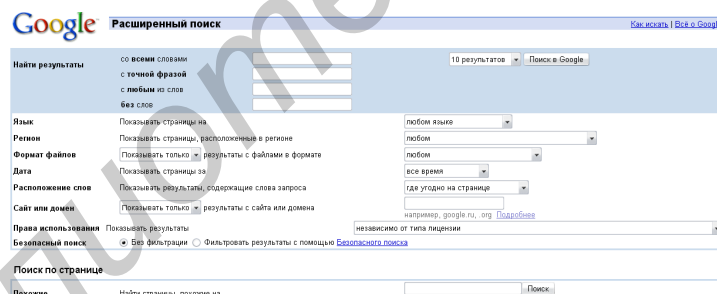 Google Расширенный поиск Как искать | Всё о Googl
Найти результаты со всеми словами 10 результатов Поиск в Google
с точной фразой
с любым из слов
без слов
Язык Показывать страницы на любом языке
Регион Показывать страницы, расположенные в регионе любом
Формат файлов Показывать только результаты с файлами в формате любом
Дата Показывать страницы за все время
Расположение слов Показывать результаты, содержащие слова запроса где угодно на странице
Сайт или домен Показывать только результаты с сайта или домена
например, google.ru, .org Подробнее
Права использования Показывать результаты независимо от типа лицензии
Безопасный поиск Без фильтрации Фильтровать результаты с помощью Безопасного поиска
Поиск по странице
Похожие Найти страницы, похожие на Поиск